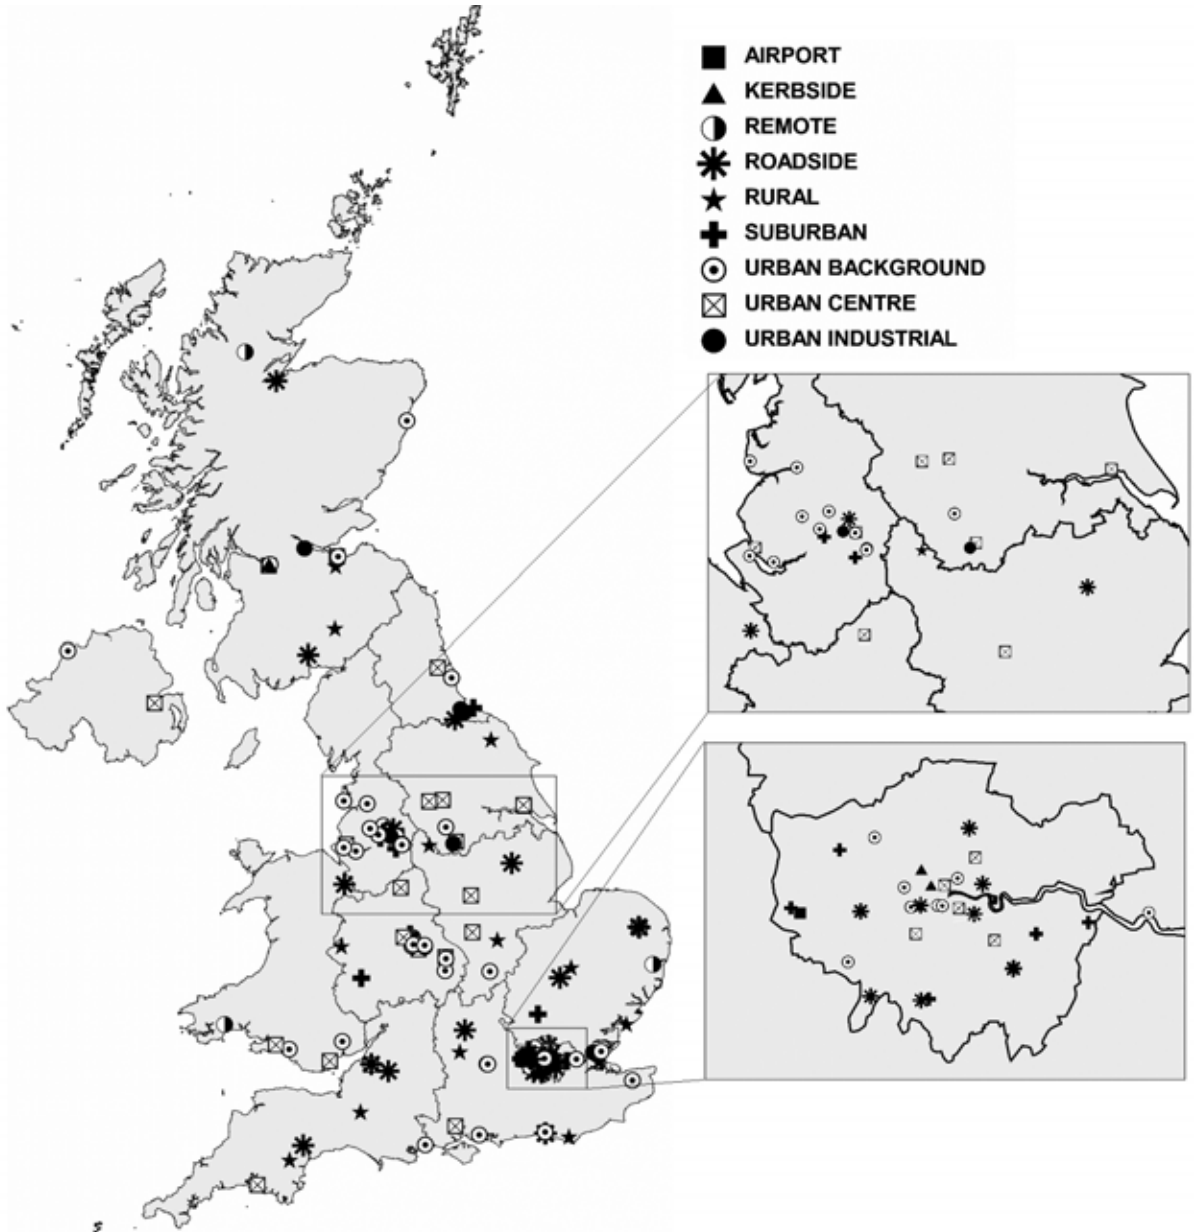 AIRPORT
KERBSIDE
REMOTE
ROADSIDE
RURAL
SUBURBAN
URBAN BACKGROUND
URBAN CENTRE
URBAN INDUSTRIAL